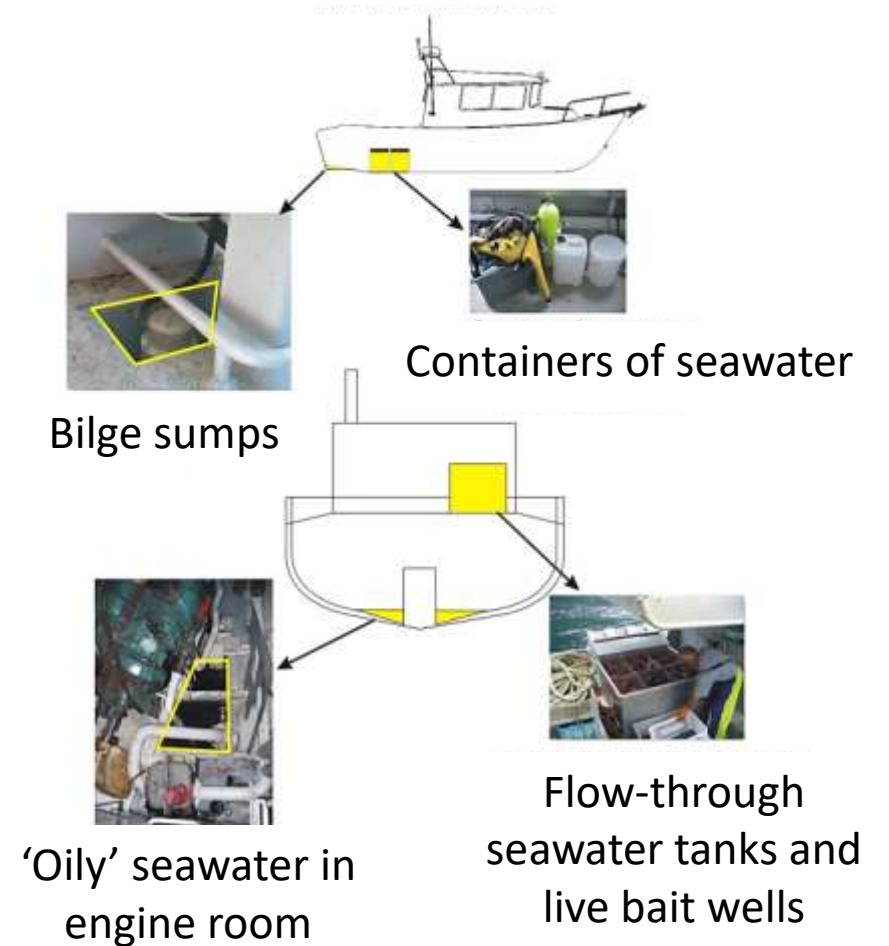 Containers of seawater
Bilge sumps
‘Oily’ seawater in
engine room
Flow-through
seawater tanks and
live bait wells